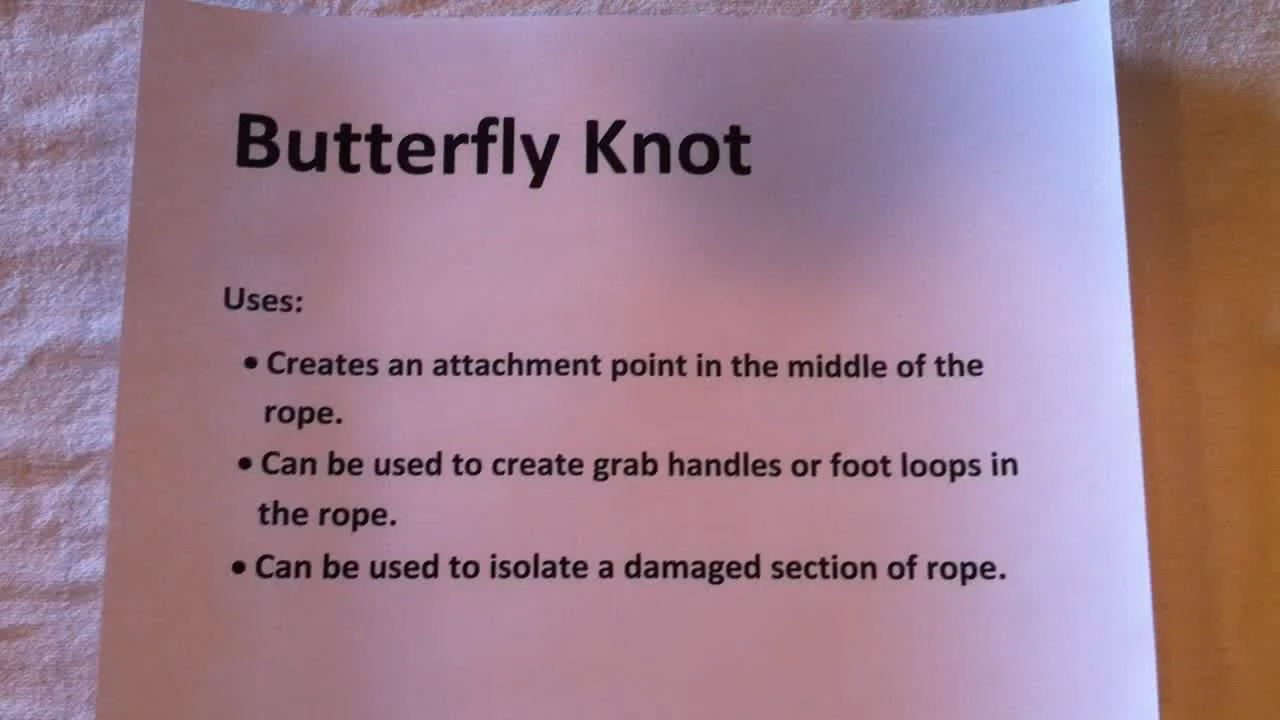 Butterfly Knot
Uses:
• Creates an attachment point in the middle of the
rope.
• Can be used to create grab handles or foot loops in
the rope.
• Can be used to isolate a damaged section of rope.